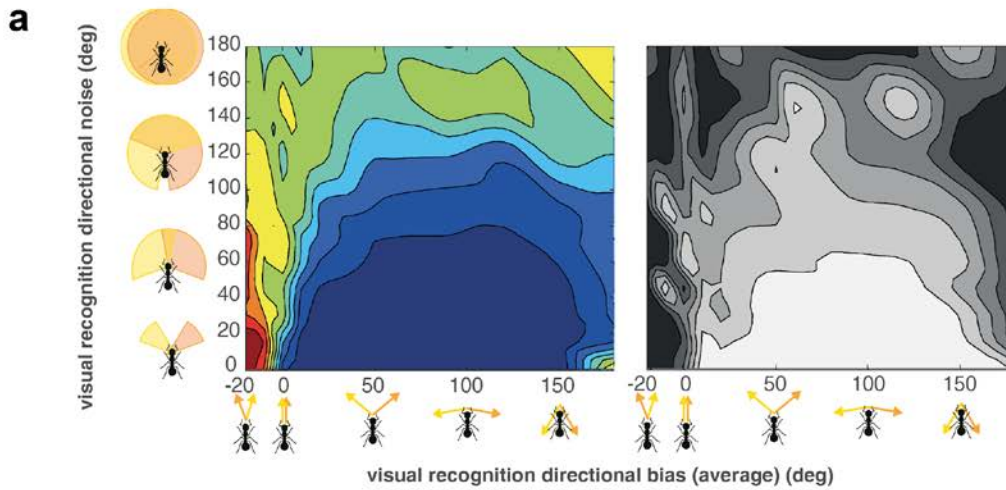 a
visual recognition directional noise (deg)
180
160
140
120
100
80
60
40
20
0
-20 0 50 100 150
-20 0 50 100 150
visual recognition directional bias (average) (deg)